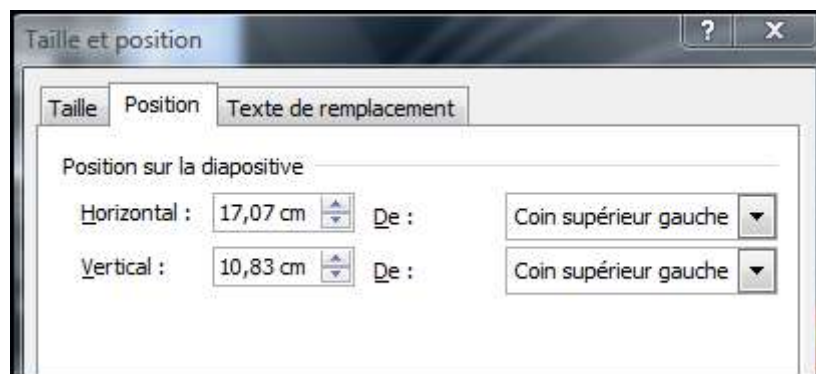 Taille et position ? X
Taille Position Texte de remplacement
Position sur la diapositive
Horizontal : 17,07 cm De : Coin supérieur gauche
Vertical : 10,83 cm De : Coin supérieur gauche